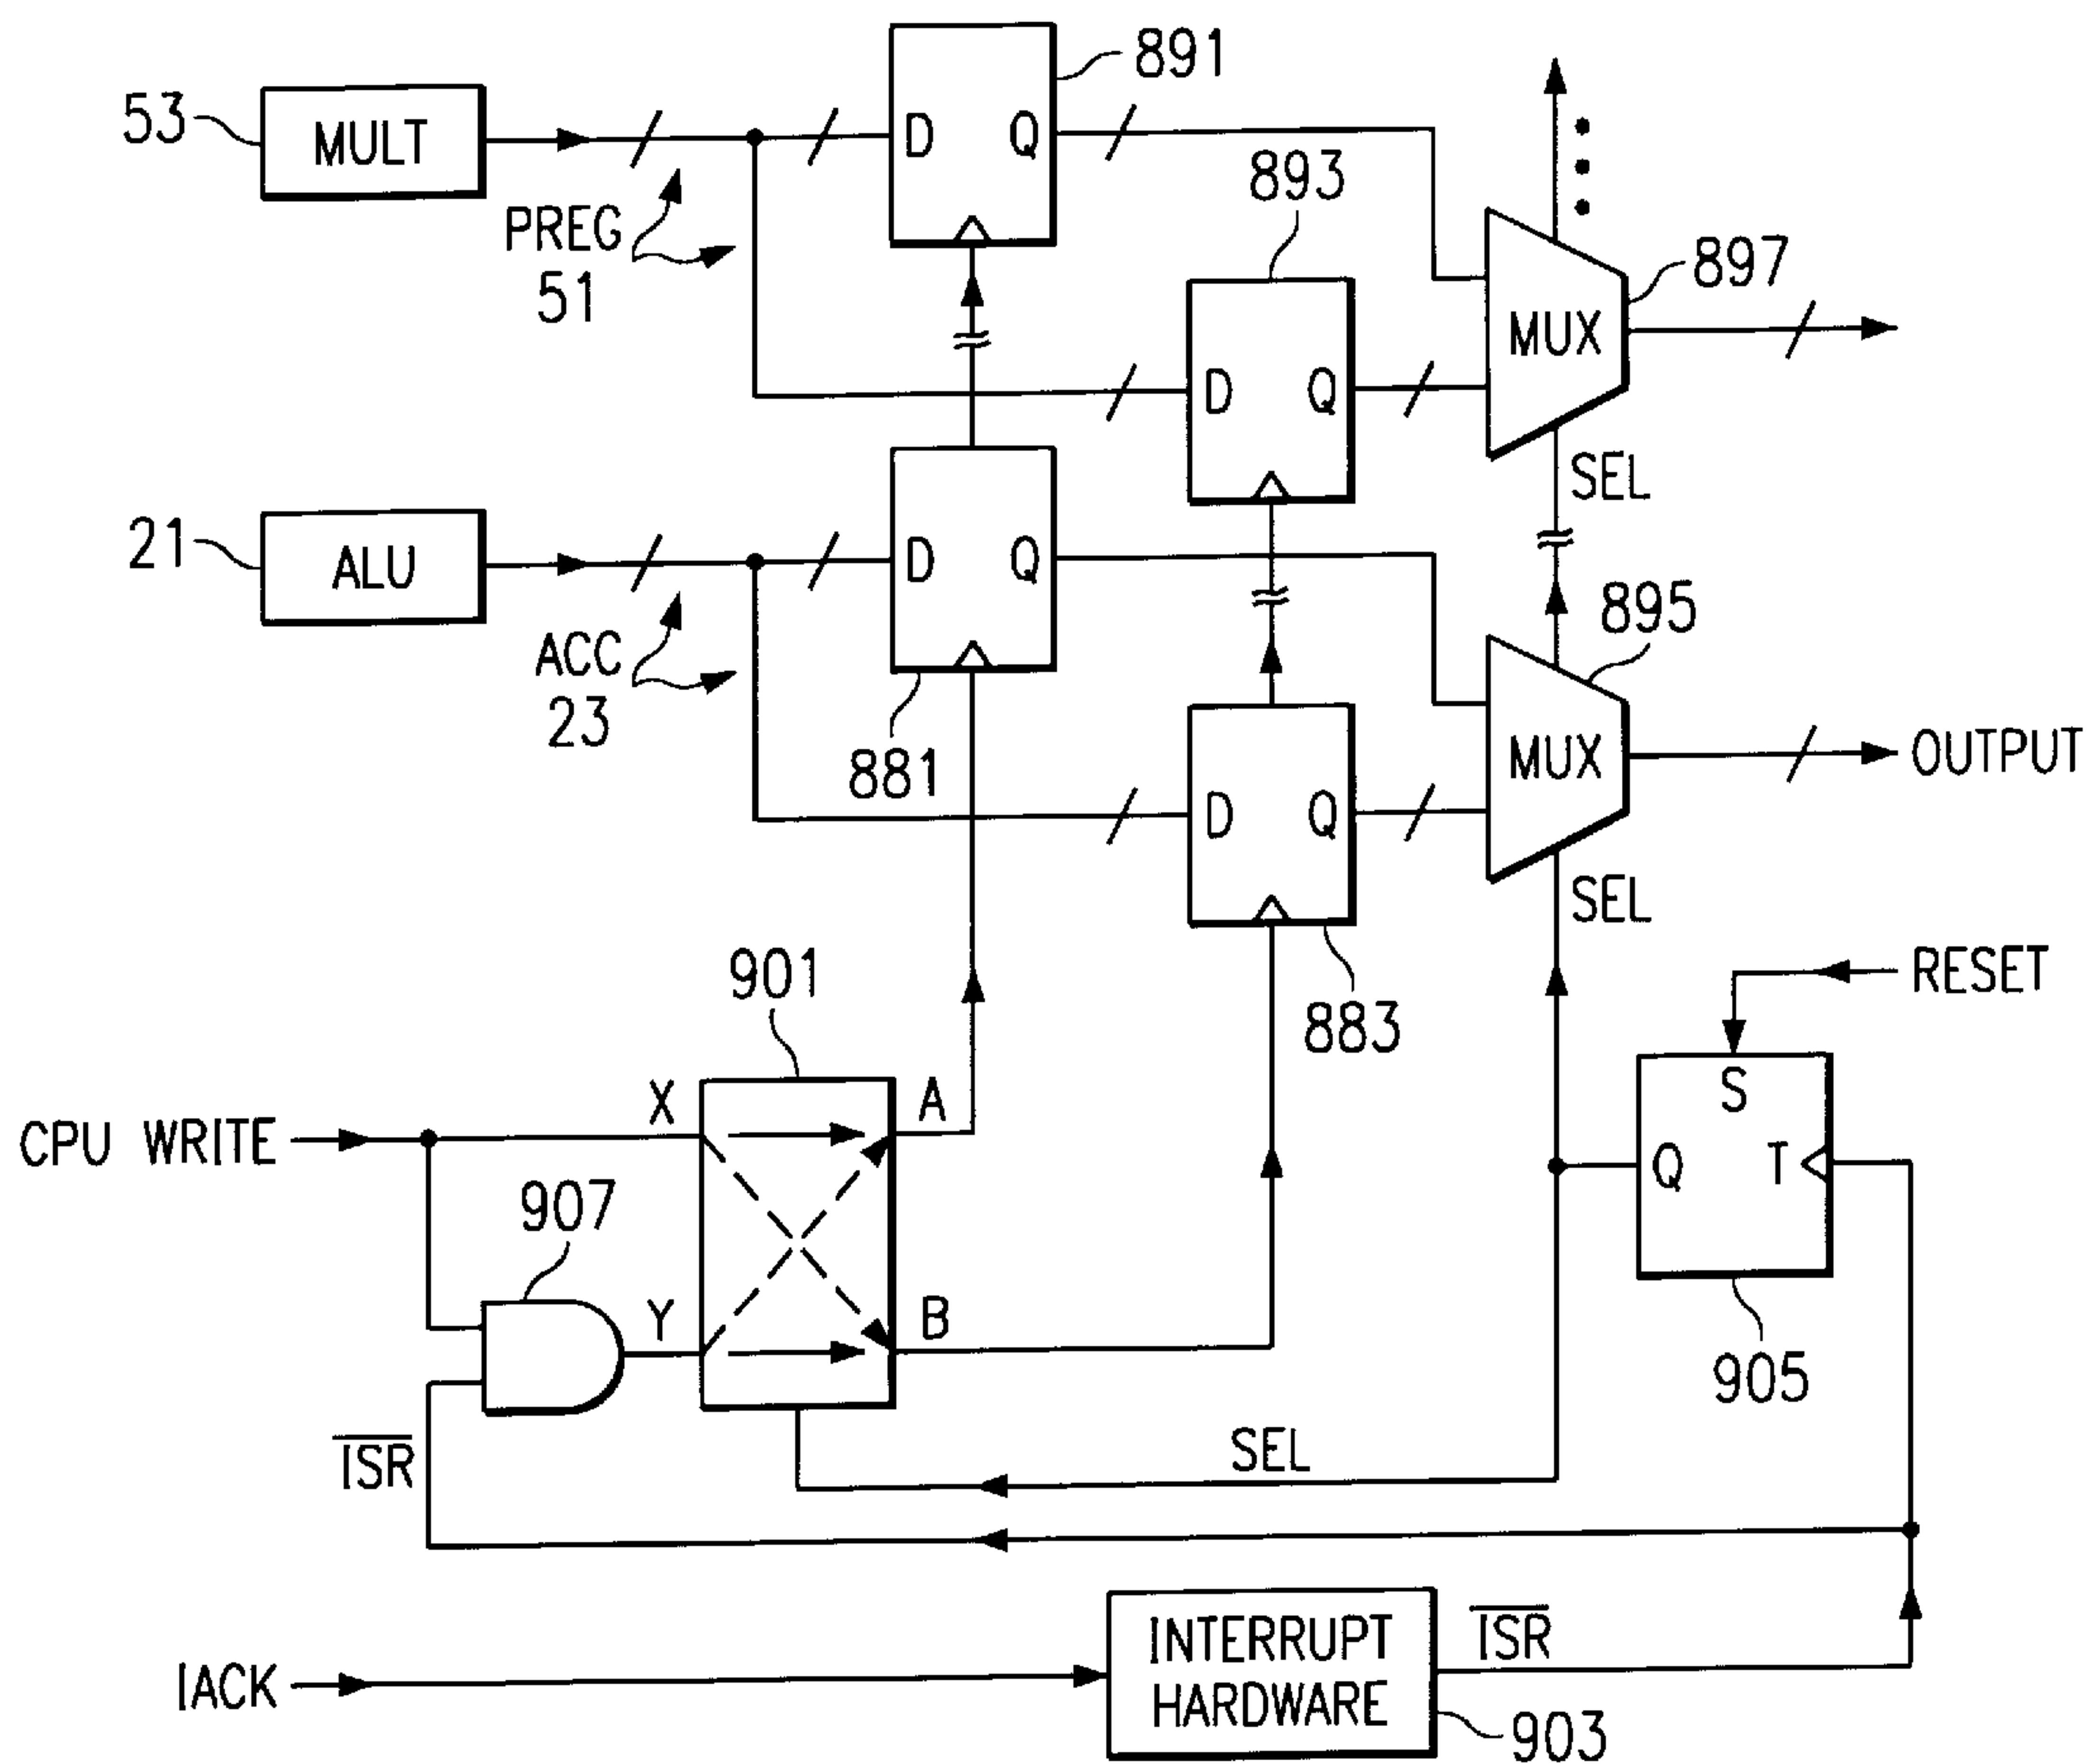 891
53
MULT
D
Q
893
PREG
51
897
MUX
D
Q
SEL
21
ALU
D
Q
895
ACC
23
881
MUX
OUTPUT
D
Q
SEL
901
RESET
883
X
A
S
CPU WRITE
Q
T
907
Y
B
905
ISR
SEL
INTERRUPT
HARDWARE
ISR
IACK
903